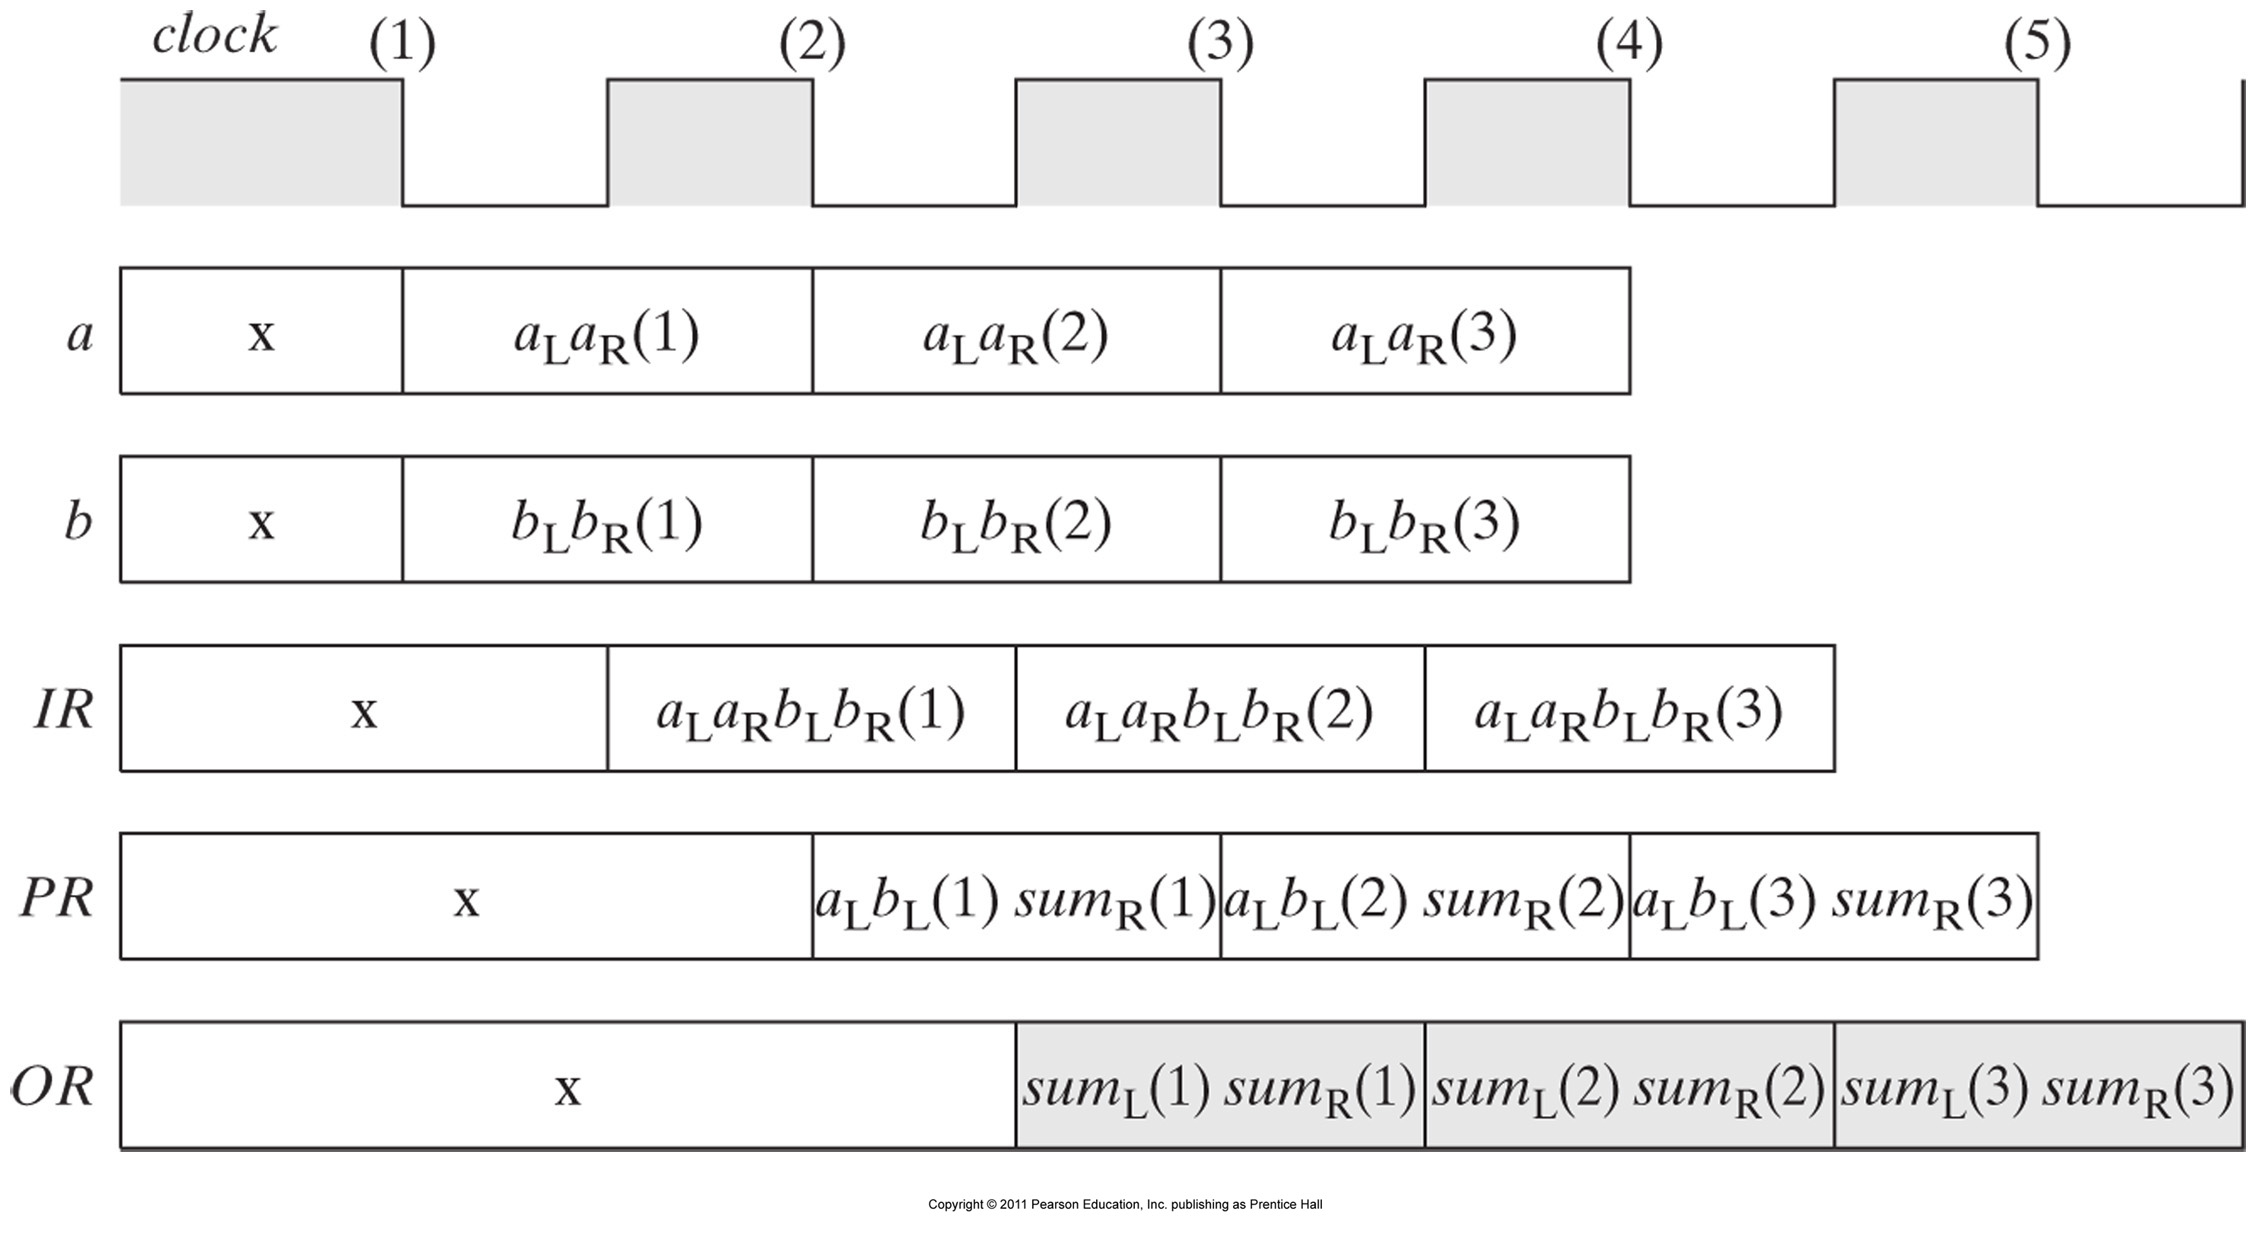 clock (1) (2) (3) (4) (5)
a x aLaR(1) aLaR(2) aLaR(3)
b x bLbR(1) bLbR(2) bLbR(3)
IR x aLaRbLbR(1) aLaRbLbR(2) aLaRbLbR(3)
PR x aLbL(1) sumR(1) aLbL(2) sumR(2) aLbL(3) sumR(3)
OR x sumL(1) sumR(1) sumL(2) sumR(2) sumL(3) sumR(3)
Copyright © 2011 Pearson Education, Inc. publishing as Prentice Hall